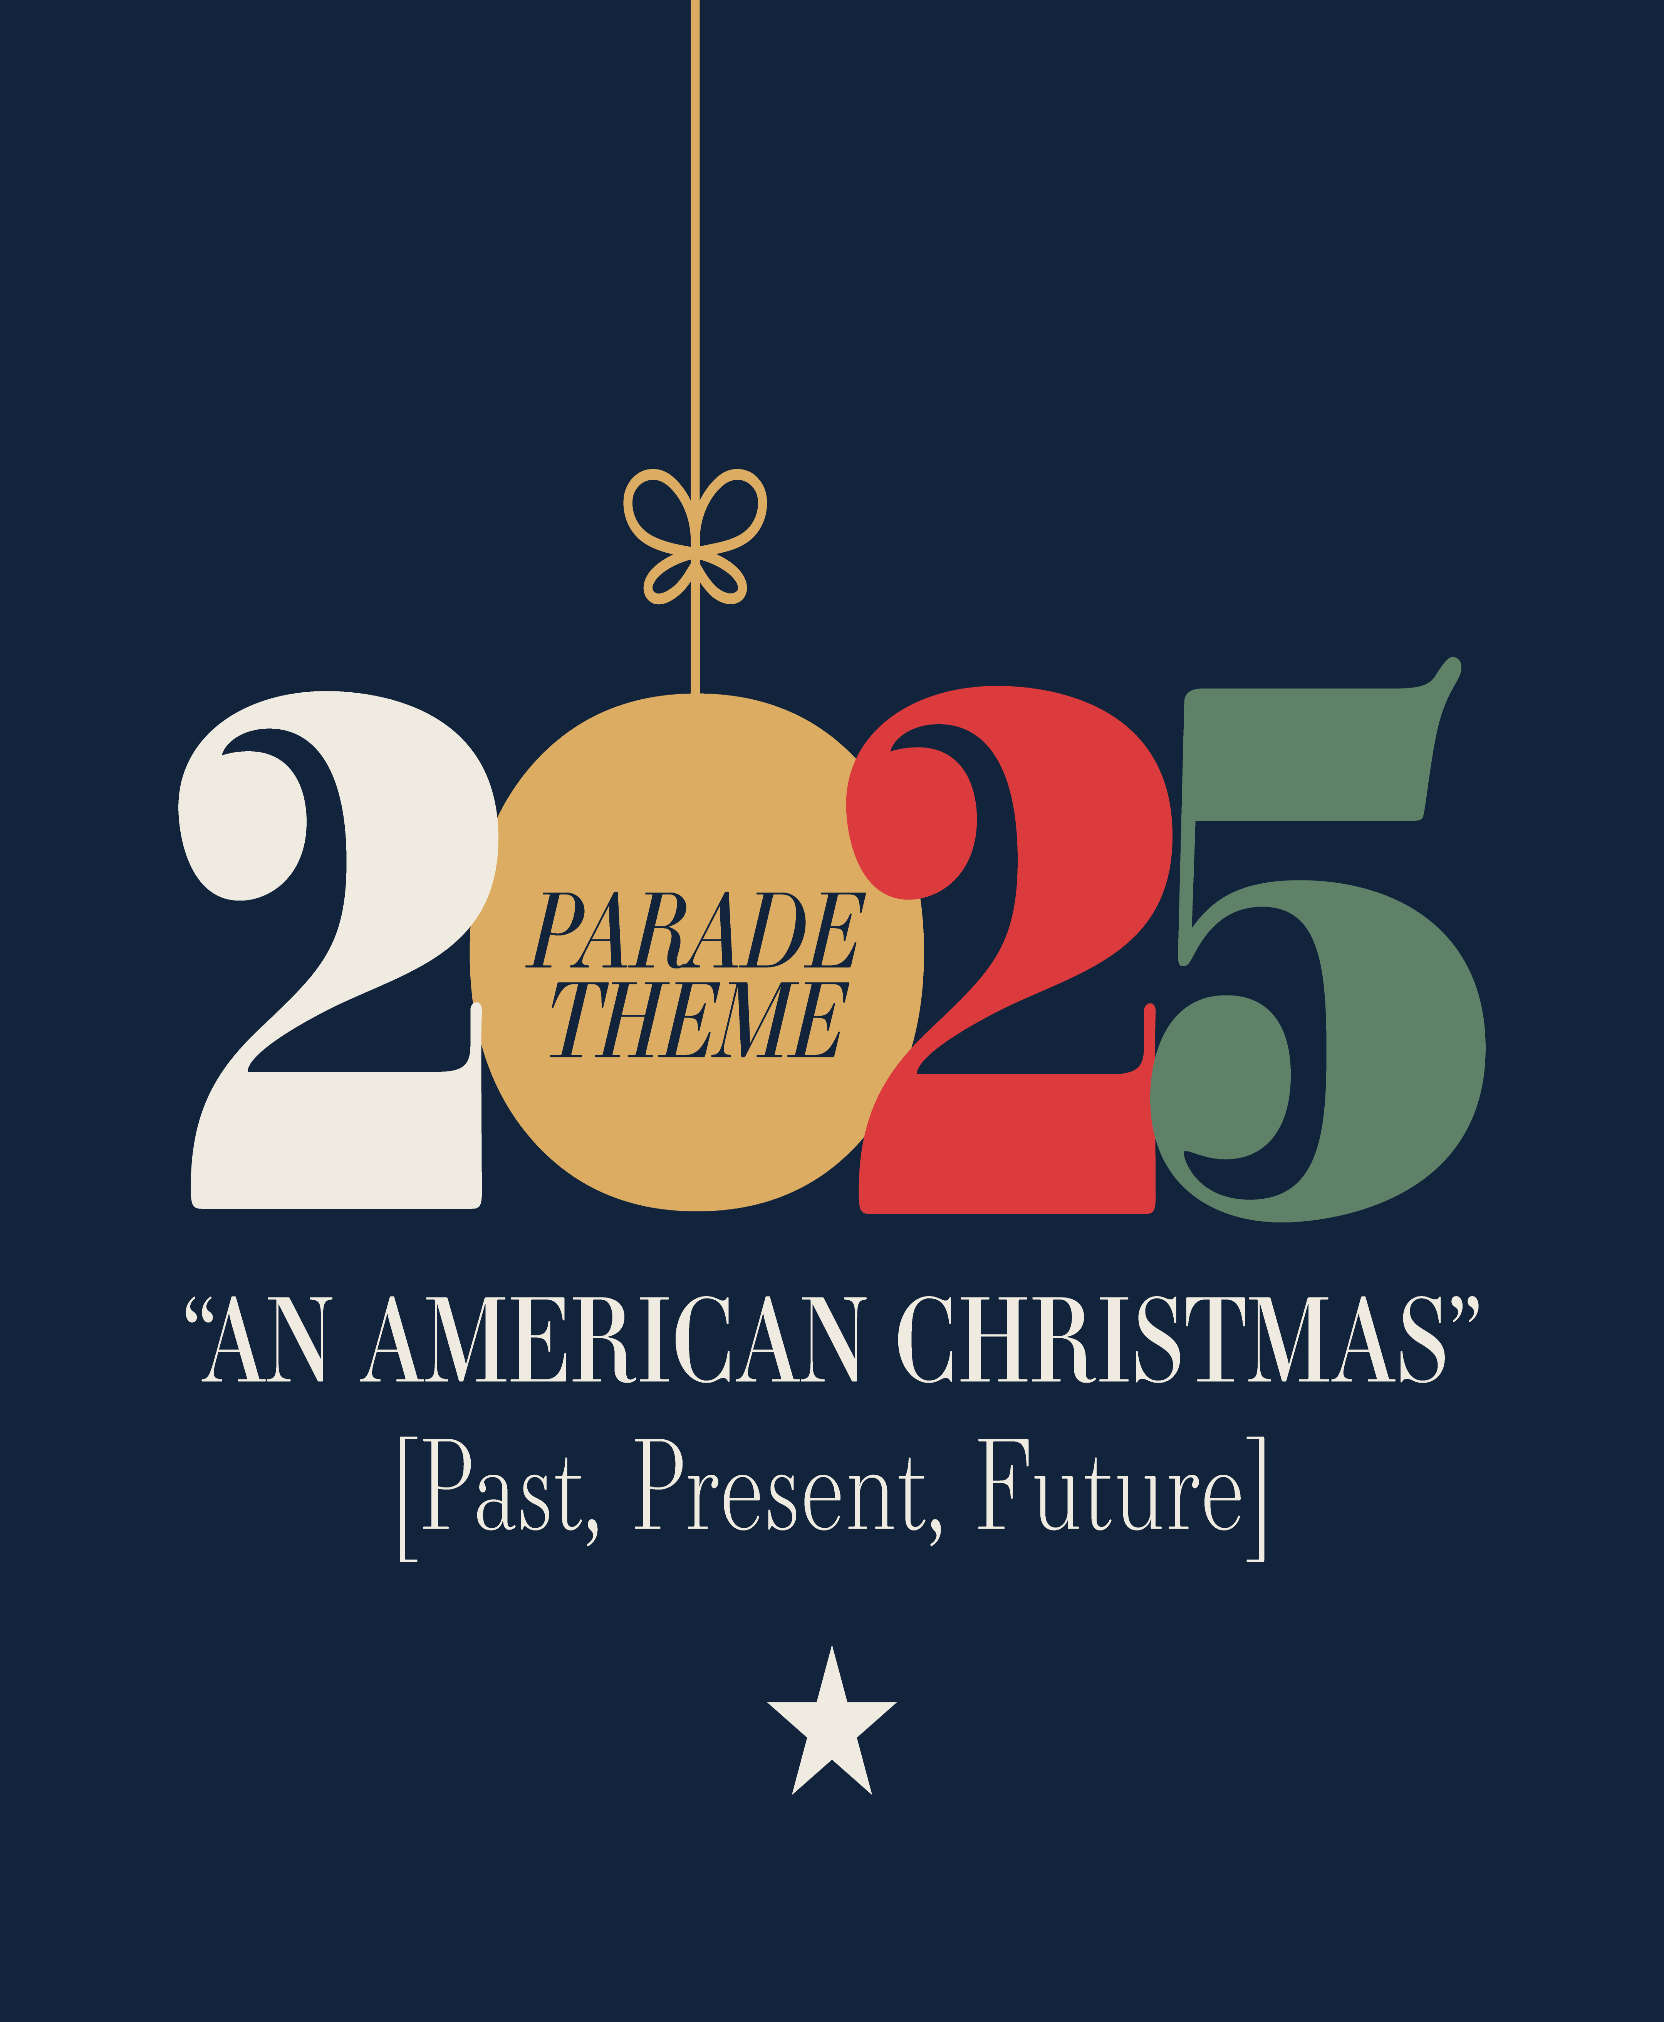 2025
PARADE
THEME
“AN AMERICAN CHRISTMAS”
[Past, Present, Future]